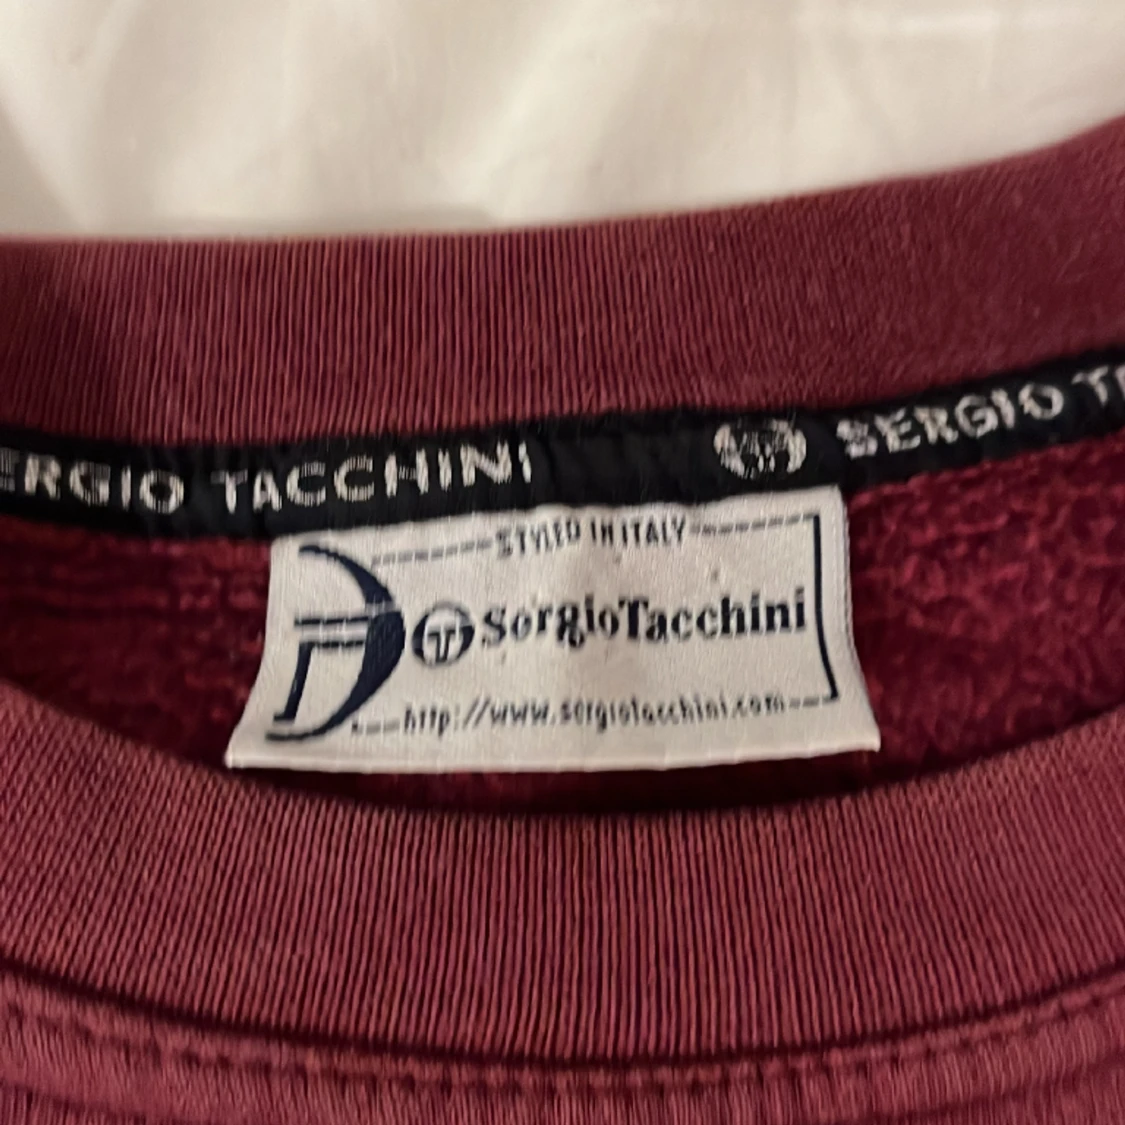 ERGIO TACCHINI
SERGIO T
STYLED IN ITALY
SergioTacchini
http://www.sergiotacchini.com